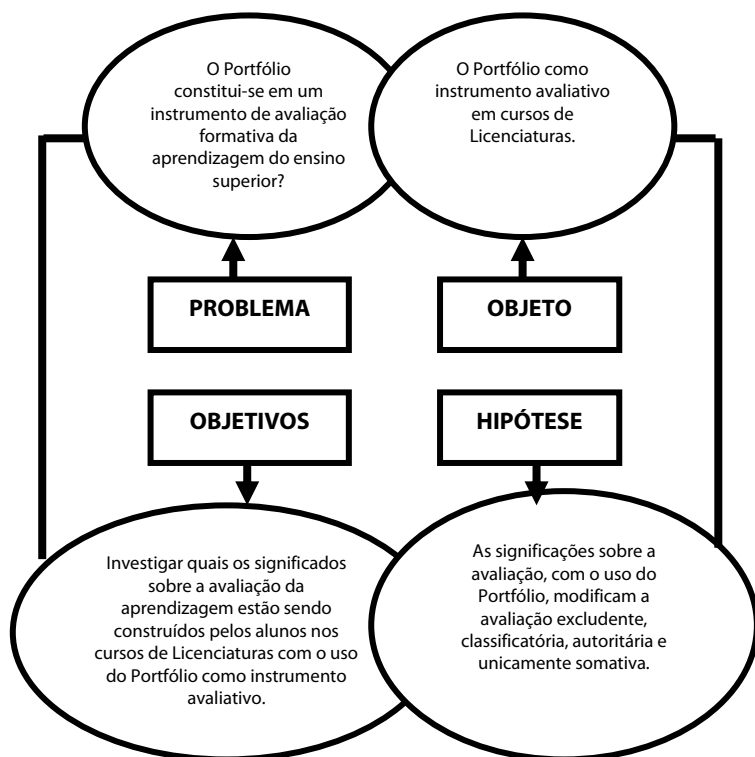 O Portfólio
constitui-se em um
instrumento de avaliação
formativa da
aprendizagem do ensino
superior?
O Portfólio como
instrumento avaliativo
em cursos de
Licenciaturas.
PROBLEMA
OBJETO
OBJETIVOS
HIPÓTESE
Investigar quais os significados
sobre a avaliação da
aprendizagem estão sendo
construídos pelos alunos nos
cursos de Licenciaturas com o uso
do Portfólio como instrumento
avaliativo.
As significações sobre a
avaliação, com o uso do
Portfólio, modificam a
avaliação excludente,
classificatória, autoritária e
unicamente somativa.